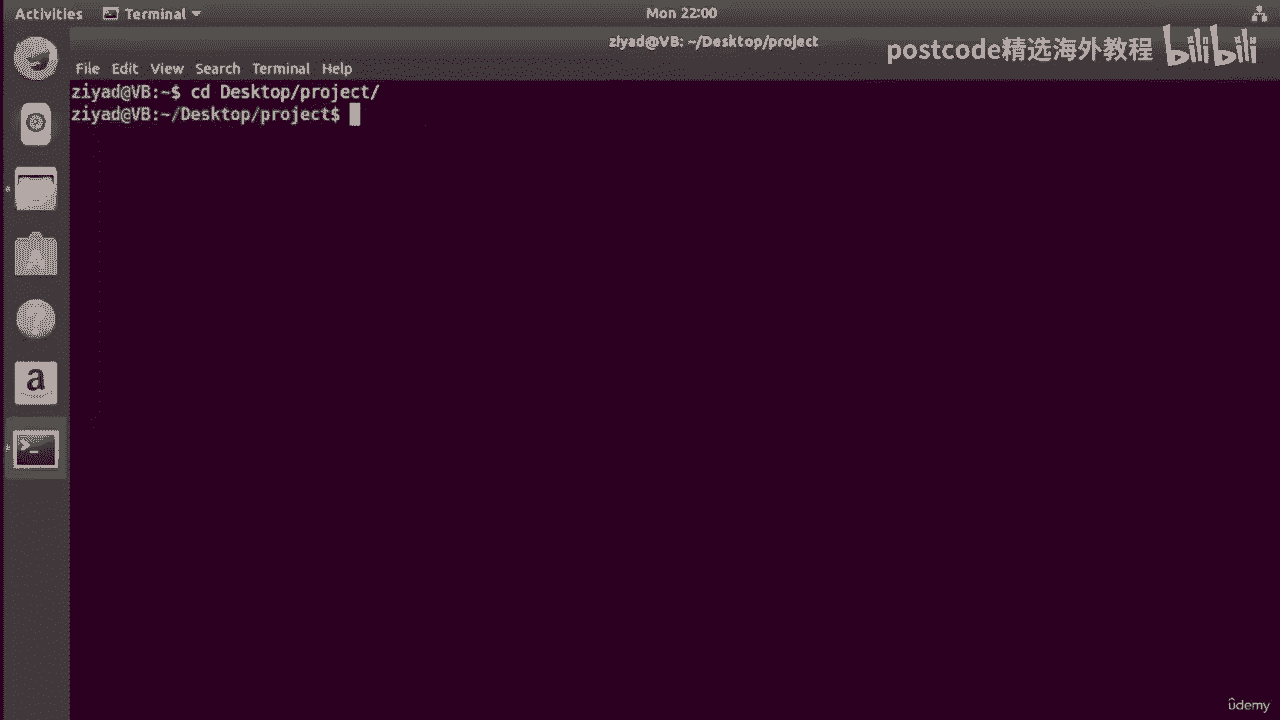 Activities Terminal Mon 22:00
ziyad@VB: ~/Desktop/project
postcode精选海外教程 bilibili
File Edit View Search Terminal Help
ziyad@VB:~$ cd Desktop/project/
ziyad@VB:~/Desktop/project$
a
ûdemy